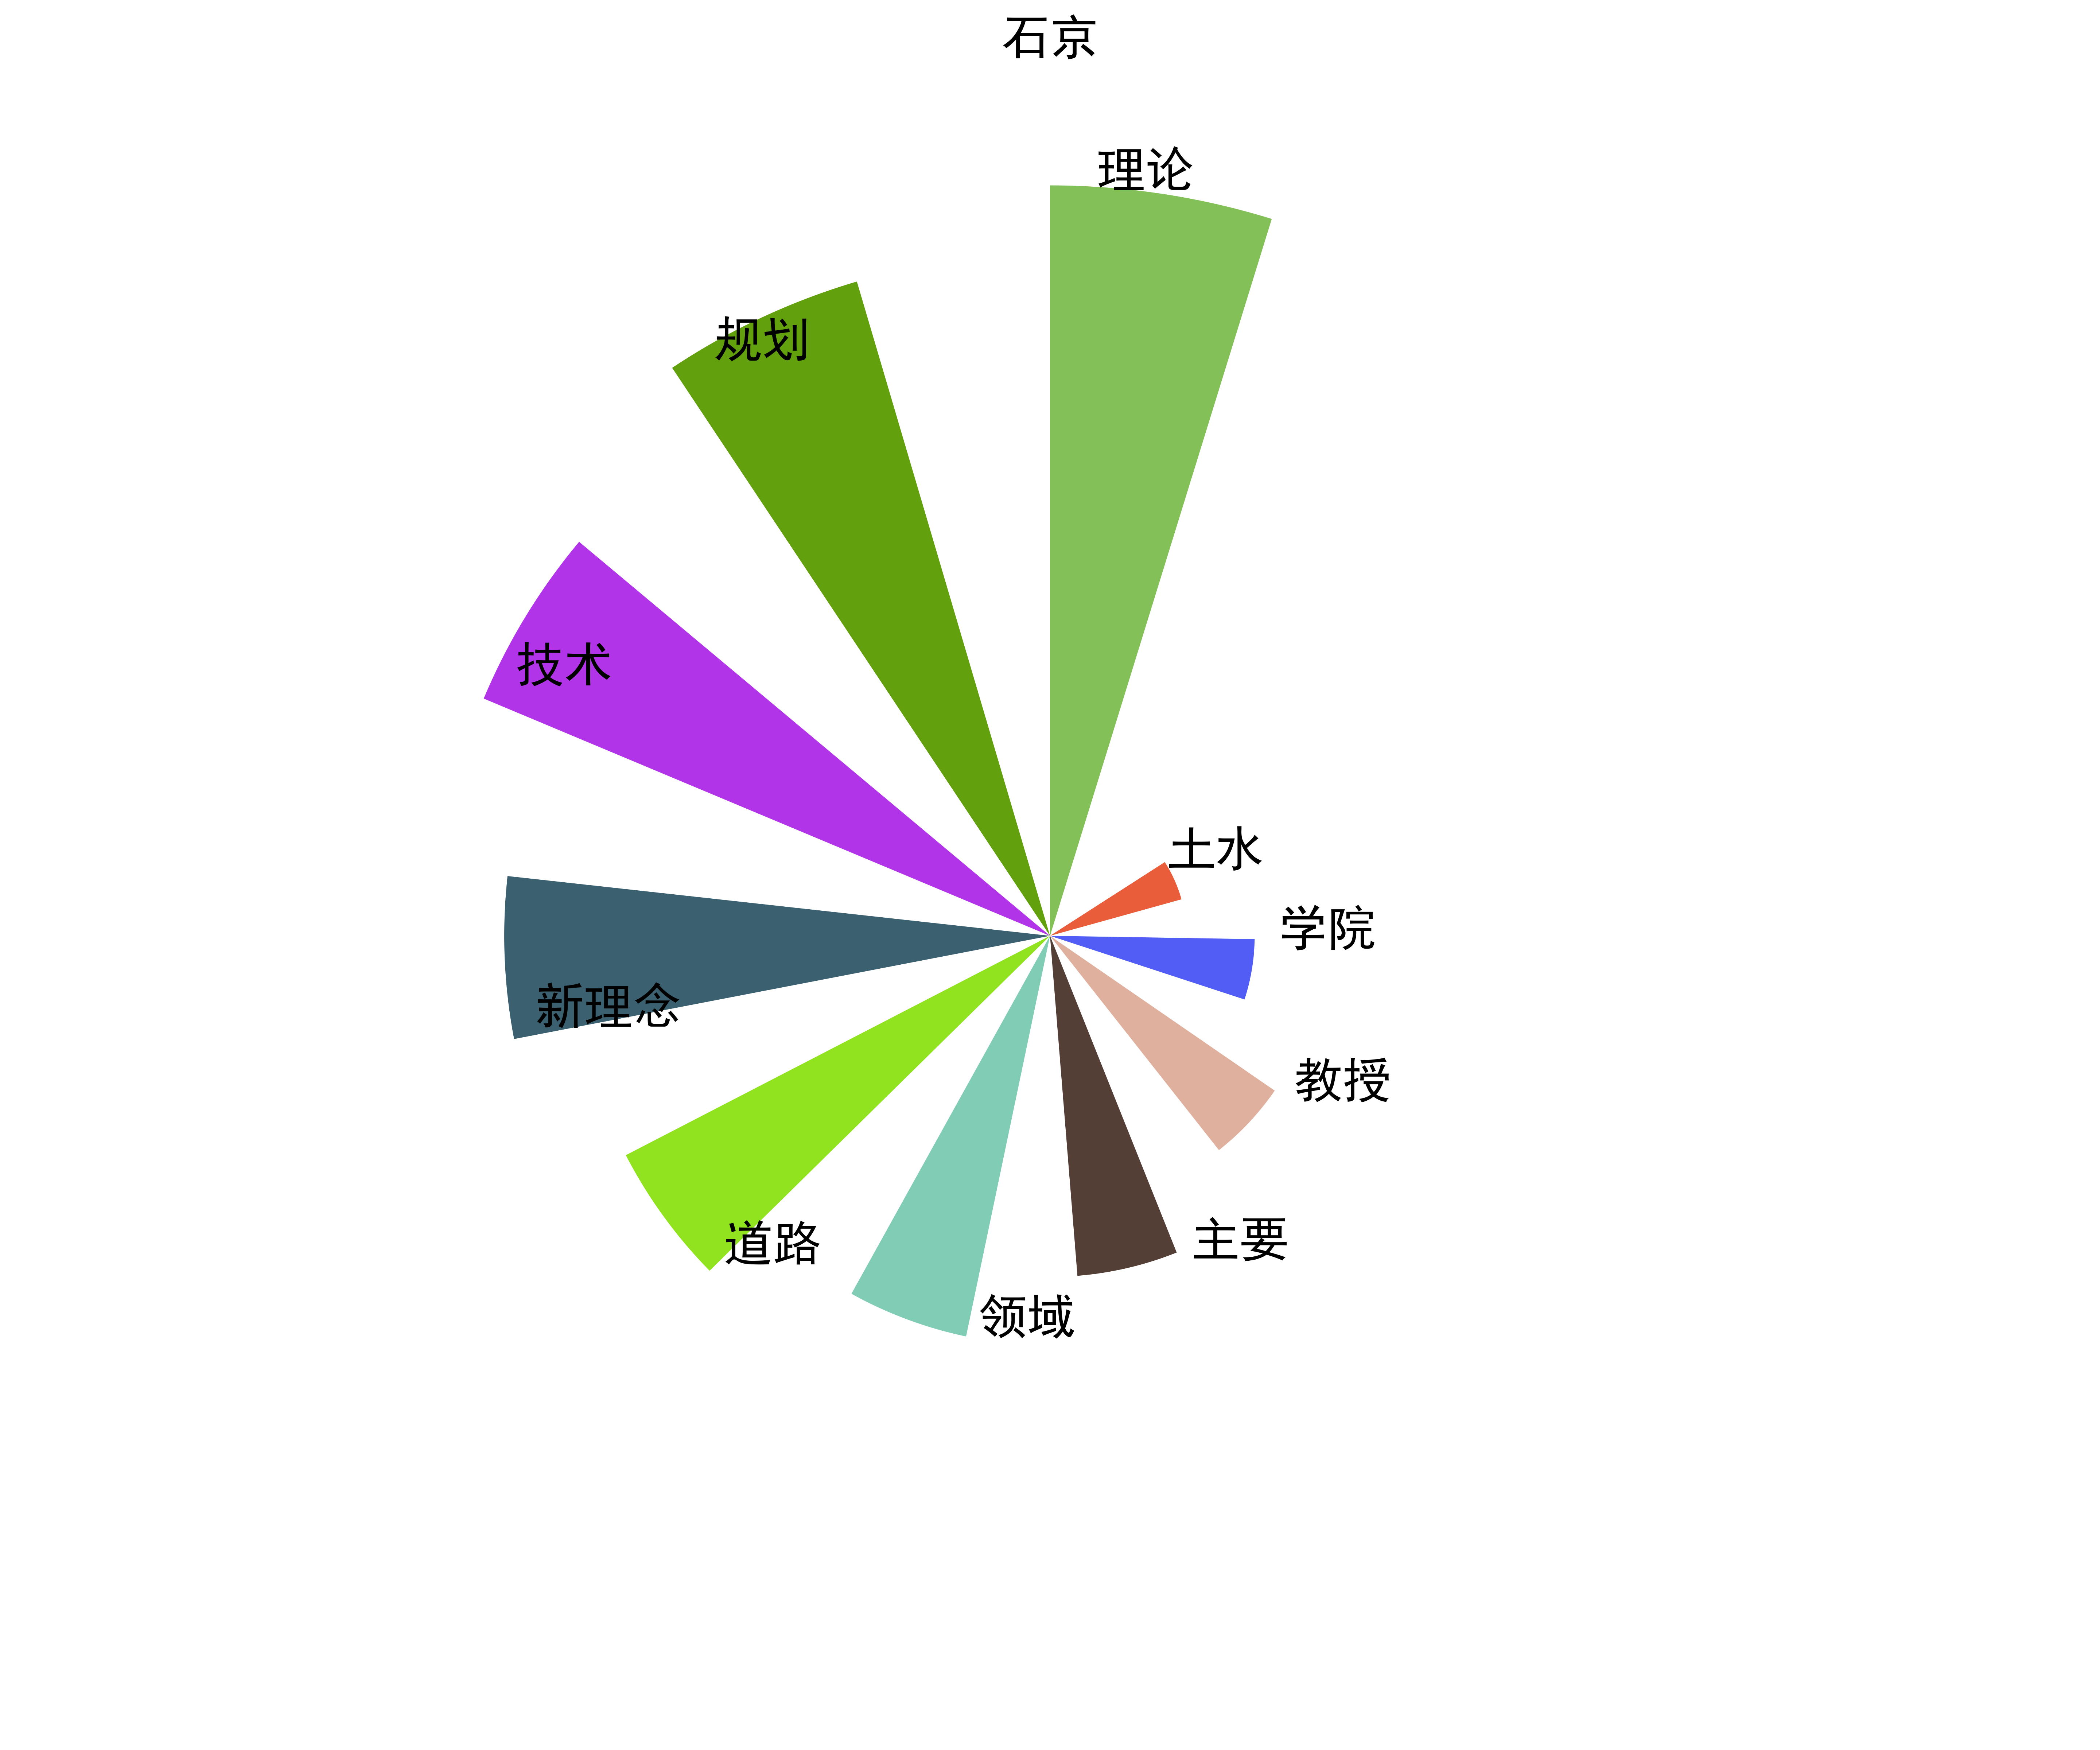 石京
理论
规划
技术
土水
学院
新理念
教授
道路
主要
领域